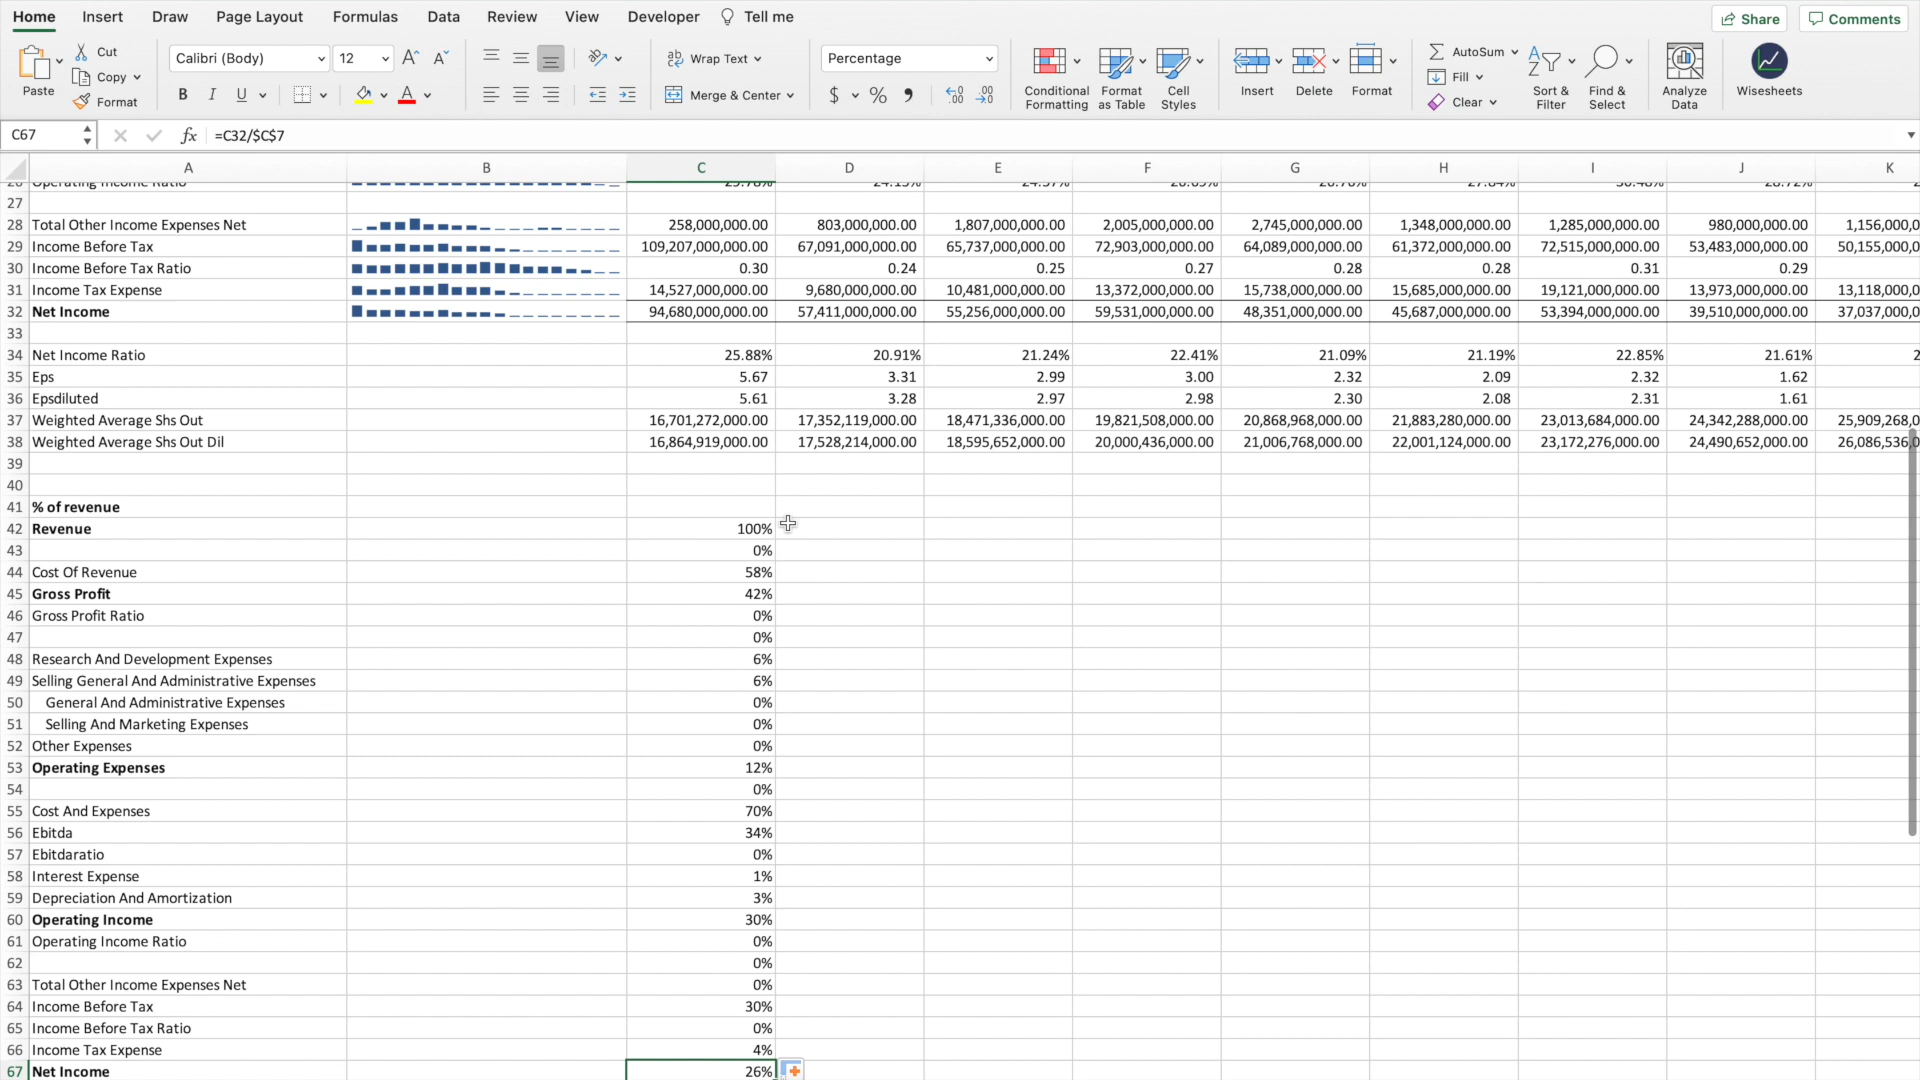 Home Insert Draw Page Layout Formulas Data Review View Developer Tell me Share Comments
Paste Cut Copy Format
Calibri (Body) 12 A^ A˅
B I U A
Wrap Text
Merge & Center
Percentage
$ % 9
Conditional Formatting Format as Table Cell Styles Insert Delete Format
AutoSum Fill Clear
Sort & Filter Find & Select Analyze Data Wisesheets
C67 fx =C32/$C$7
A B C D E F G H I J K
27
28 Total Other Income Expenses Net 258,000,000.00 803,000,000.00 1,807,000,000.00 2,005,000,000.00 2,745,000,000.00 1,348,000,000.00 1,285,000,000.00 980,000,000.00 1,156,000,0
29 Income Before Tax 109,207,000,000.00 67,091,000,000.00 65,737,000,000.00 72,903,000,000.00 64,089,000,000.00 61,372,000,000.00 72,515,000,000.00 53,483,000,000.00 50,155,000,0
30 Income Before Tax Ratio 0.30 0.24 0.25 0.27 0.28 0.28 0.31 0.29
31 Income Tax Expense 14,527,000,000.00 9,680,000,000.00 10,481,000,000.00 13,372,000,000.00 15,738,000,000.00 15,685,000,000.00 19,121,000,000.00 13,973,000,000.00 13,118,000,0
32 Net Income 94,680,000,000.00 57,411,000,000.00 55,256,000,000.00 59,531,000,000.00 48,351,000,000.00 45,687,000,000.00 53,394,000,000.00 39,510,000,000.00 37,037,000,0
33
34 Net Income Ratio 25.88% 20.91% 21.24% 22.41% 21.09% 21.19% 22.85% 21.61% 2
35 Eps 5.67 3.31 2.99 3.00 2.32 2.09 2.32 1.62
36 Epsdiluted 5.61 3.28 2.97 2.98 2.30 2.08 2.31 1.61
37 Weighted Average Shs Out 16,701,272,000.00 17,352,119,000.00 18,471,336,000.00 19,821,508,000.00 20,868,968,000.00 21,883,280,000.00 23,013,684,000.00 24,342,288,000.00 25,909,268,0
38 Weighted Average Shs Out Dil 16,864,919,000.00 17,528,214,000.00 18,595,652,000.00 20,000,436,000.00 21,006,768,000.00 22,001,124,000.00 23,172,276,000.00 24,490,652,000.00 26,086,536,0
39
40
41 % of revenue
42 Revenue 100%
43 0%
44 Cost Of Revenue 58%
45 Gross Profit 42%
46 Gross Profit Ratio 0%
47 0%
48 Research And Development Expenses 6%
49 Selling General And Administrative Expenses 6%
50 General And Administrative Expenses 0%
51 Selling And Marketing Expenses 0%
52 Other Expenses 0%
53 Operating Expenses 12%
54 0%
55 Cost And Expenses 70%
56 Ebitda 34%
57 Ebitdaratio 0%
58 Interest Expense 1%
59 Depreciation And Amortization 3%
60 Operating Income 30%
61 Operating Income Ratio 0%
62 0%
63 Total Other Income Expenses Net 0%
64 Income Before Tax 30%
65 Income Before Tax Ratio 0%
66 Income Tax Expense 4%
67 Net Income 26%